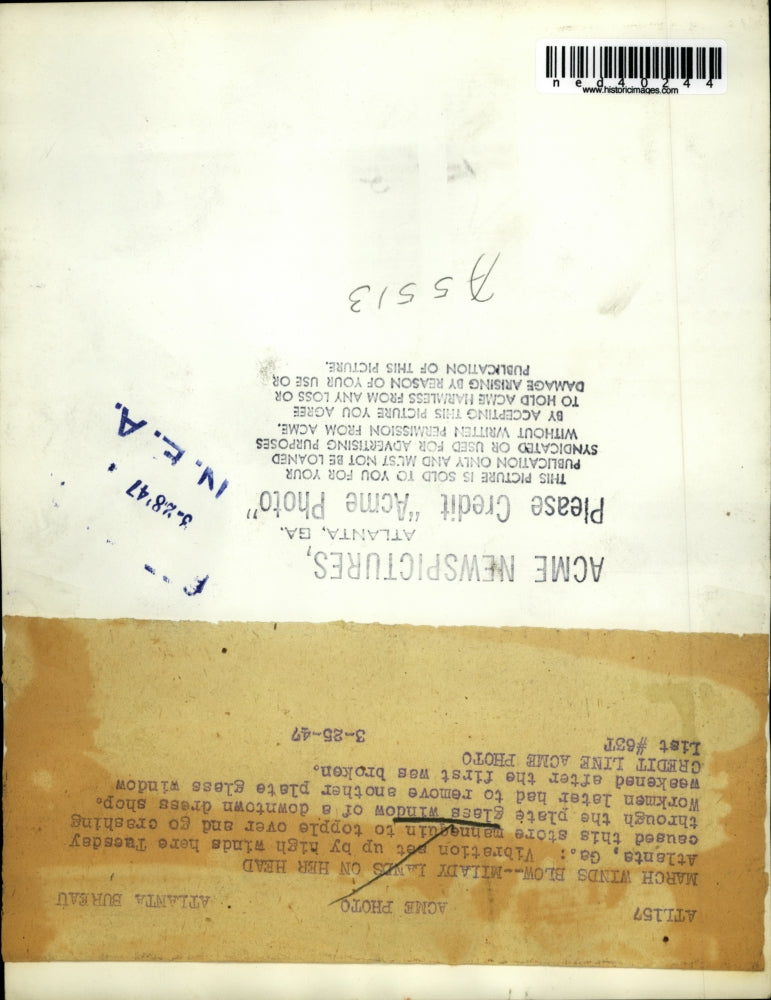 ned40244
www.historicimages.com
ATL157 ACME PHOTO ATLANTA BUREAU
MARCH WINDS BLOW--MILADY LANDS ON HER HEAD
Atlanta, Ga.: Vibration set up by high winds here Tuesday
caused this store mannequin to topple over and go crashing
through the plate glass window of a downtown dress shop.
Workmen later had to remove another plate glass window
weakened after the first was broken.
CREDIT LINE ACME PHOTO
List #63T 3-25-47
ACME NEWSPICTURES,
ATLANTA, GA.
Please Credit "Acme Photo"
THIS PICTURE IS SOLD TO YOU FOR YOUR
PUBLICATION ONLY AND MUST NOT BE LOANED
SYNDICATED OR USED FOR ADVERTISING PURPOSES
WITHOUT WRITTEN PERMISSION FROM ACME.
BY ACCEPTING THIS PICTURE YOU AGREE
TO HOLD ACME HARMLESS FROM ANY LOSS OR
DAMAGE ARISING BY REASON OF YOUR USE OR
PUBLICATION OF THIS PICTURE.
3-28'47
N. E. A.
A5513